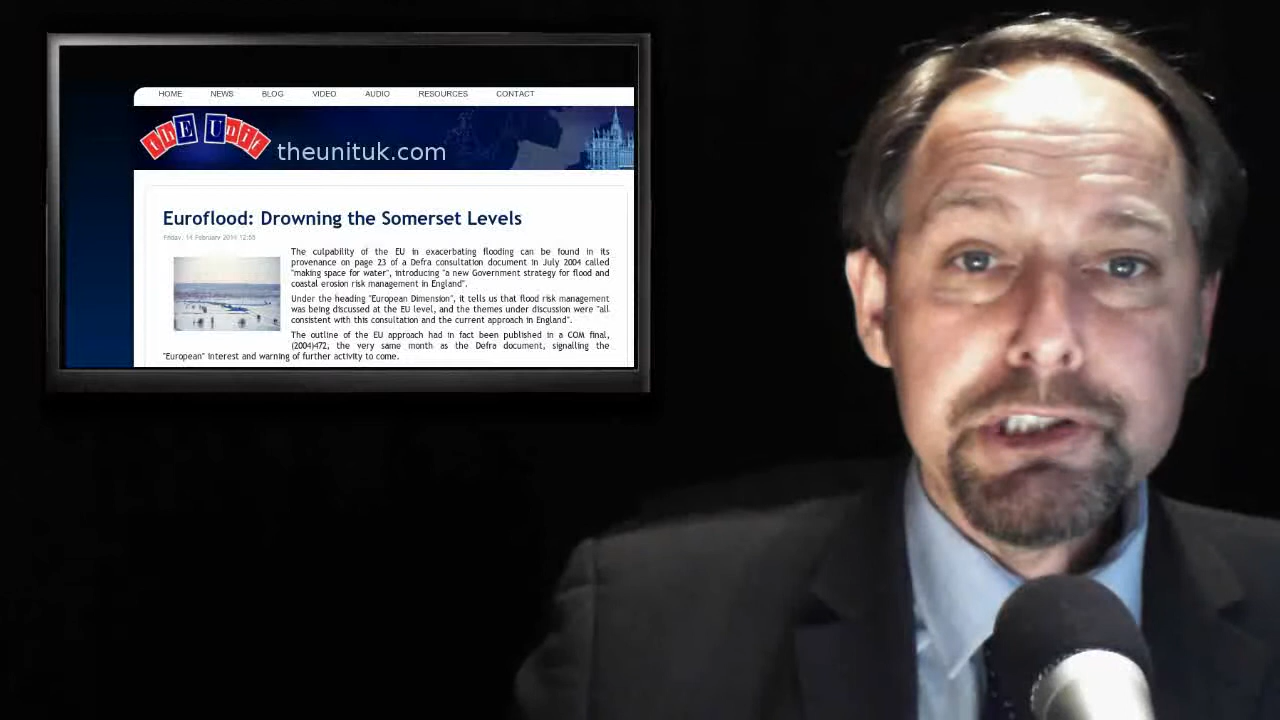 HOME NEWS BLOG VIDEO AUDIO RESOURCES CONTACT
thE Unit theunituk.com
Euroflood: Drowning the Somerset Levels
Friday, 14 February 2014 12:55
The culpability of the EU in exacerbating flooding can be found in its
provenance on page 23 of a Defra consultation document in July 2004 called
"making space for water", introducing "a new Government strategy for flood and
coastal erosion risk management in England".
Under the heading "European Dimension", it tells us that flood risk management
was being discussed at the EU level, and the themes under discussion were "all
consistent with this consultation and the current approach in England".
The outline of the EU approach had in fact been published in a COM final,
(2004)472, the very same month as the Defra document, signalling the
"European" interest and warning of further activity to come.